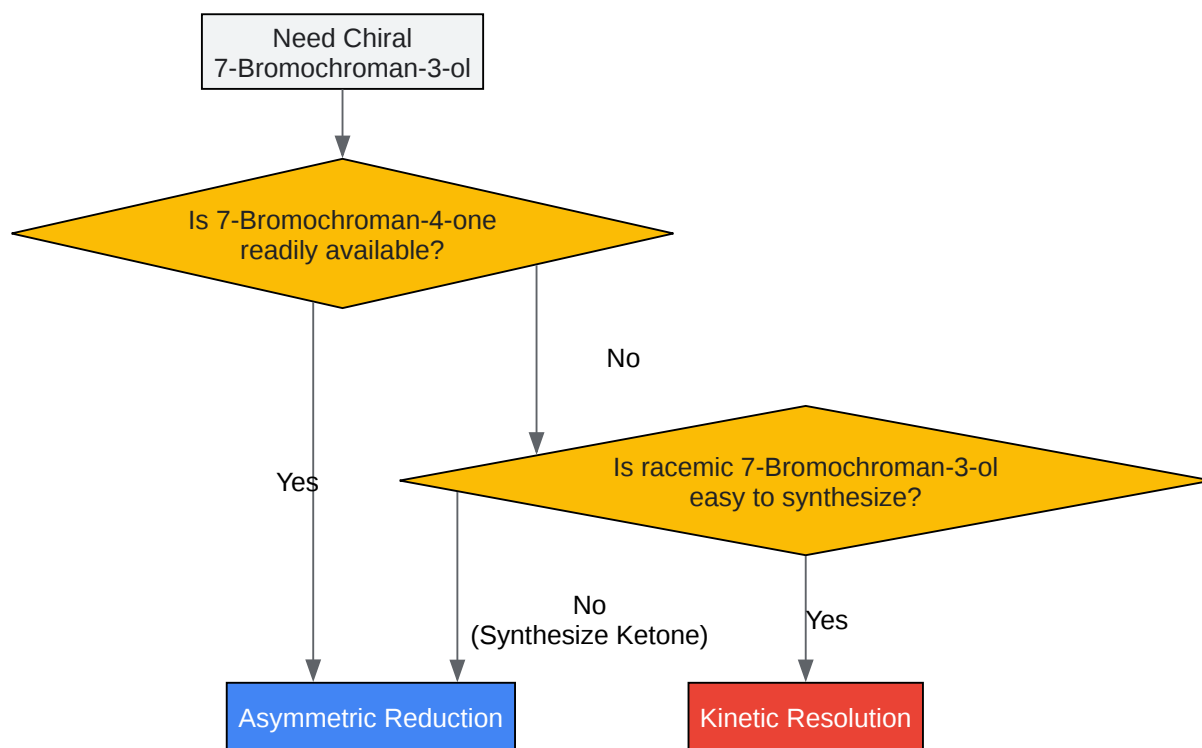 Need Chiral
7-Bromochroman-3-ol
Is 7-Bromochroman-4-one
readily available?
No
Is racemic 7-Bromochroman-3-ol
easy to synthesize?
Yes
No
(Synthesize Ketone)
Yes
Asymmetric Reduction
Kinetic Resolution